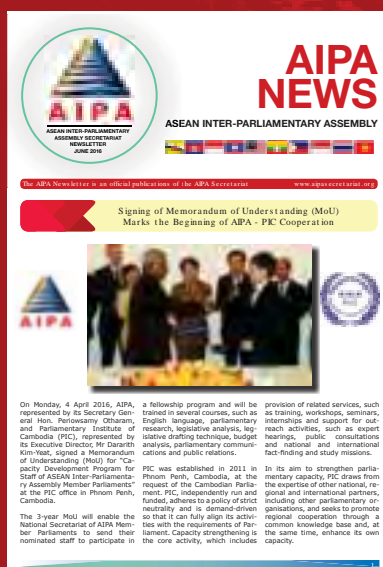 AIPA
ASEAN INTER-PARLIAMENTARY
ASSEMBLY SECRETARIAT
NEWSLETTER
JUNE 2016
AIPA
NEWS
ASEAN INTER-PARLIAMENTARY ASSEMBLY
The AIPA Newsletter is an official publications of the AIPA Secretariat www.aipasecretariat.org
Signing of Memorandum of Understanding (MoU)
Marks the Beginning of AIPA - PIC Cooperation
AIPA
On Monday, 4 April 2016, AIPA,
represented by its Secretary Gen-
eral Hon. Periowsamy Otharam,
and Parliamentary Institute of
Cambodia (PIC), represented by
its Executive Director, Mr Dararith
Kim-Yeat, signed a Memorandum
of Understanding (MoU) for "Ca-
pacity Development Program for
Staff of ASEAN Inter-Parliamenta-
ry Assembly Member Parliaments"
at the PIC office in Phnom Penh,
Cambodia.
The 3-year MoU will enable the
National Secretariat of AIPA Mem-
ber Parliaments to send their
nominated staff to participate in
a fellowship program and will be
trained in several courses, such as
English language, parliamentary
research, legislative analysis, leg-
islative drafting technique, budget
analysis, parliamentary communi-
cations and public relations.
PIC was established in 2011 in
Phnom Penh, Cambodia, at the
request of the Cambodian Parlia-
ment. PIC, independently run and
funded, adheres to a policy of strict
neutrality and is demand-driven
so that it can fully align its activi-
ties with the requirements of Par-
liament. Capacity strengthening is
the core activity, which includes
provision of related services, such
as training, workshops, seminars,
internships and support for out-
reach activities, such as expert
hearings, public consultations
and national and international
fact-finding and study missions.
In its aim to strengthen parlia-
mentary capacity, PIC draws from
the expertise of other national, re-
gional and international partners,
including other parliamentary or-
ganisations, and seeks to promote
regional cooperation through a
common knowledge base and, at
the same time, enhance its own
capacity.
1